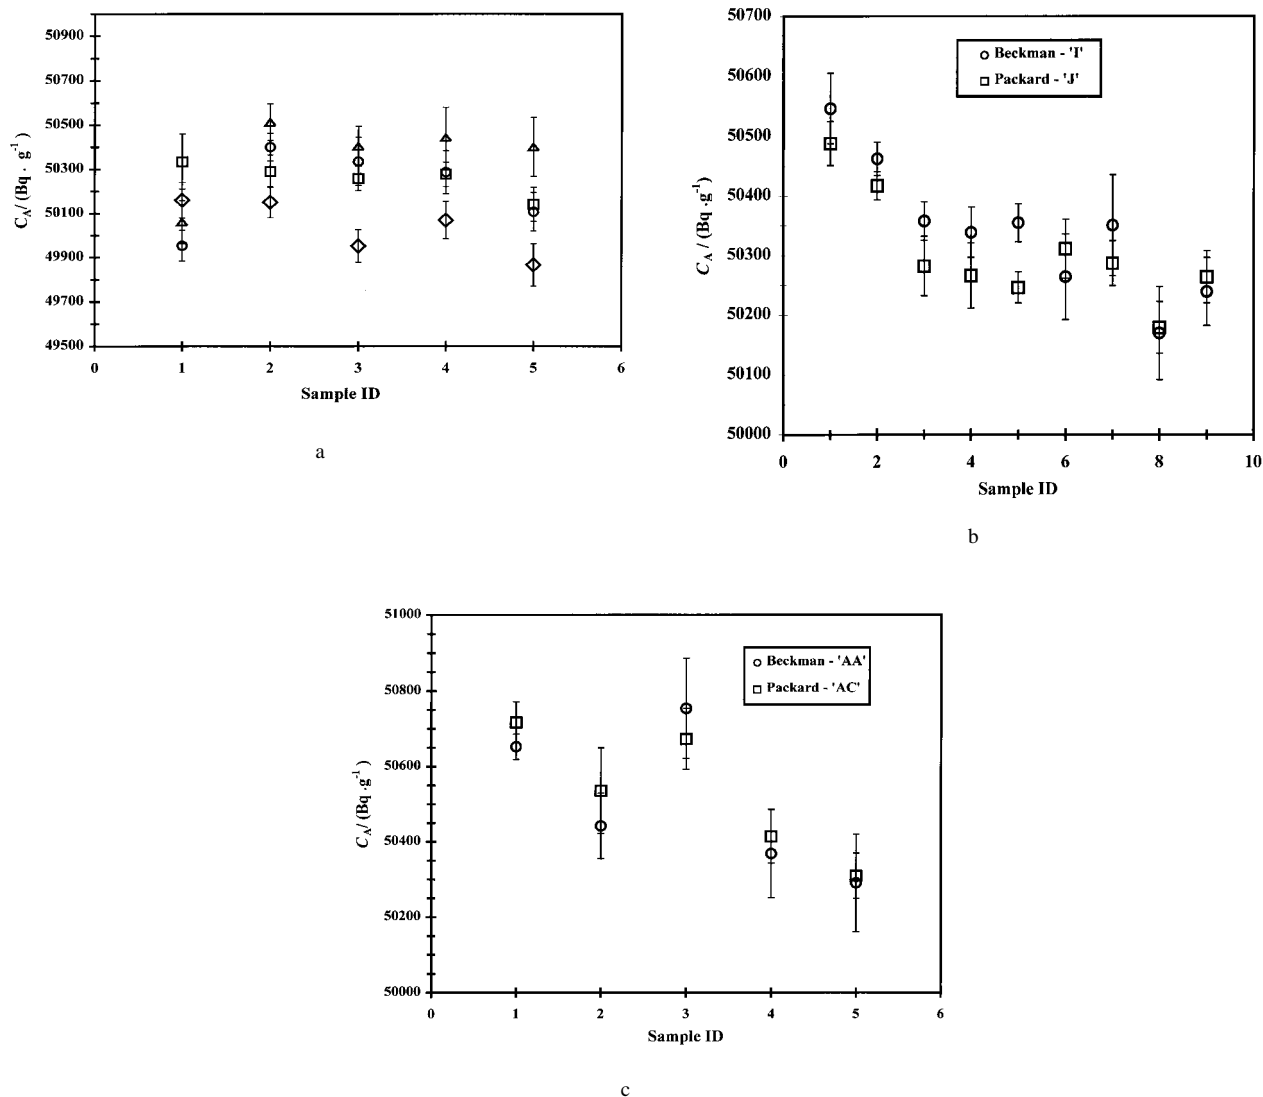 50900
50700
50500
50300
50100
49900
49700
49500
C_A/ (Bq · g⁻¹)
0 1 2 3 4 5 6
Sample ID
a
50700
50600
50500
50400
50300
50200
50100
50000
C_A / (Bq ·g⁻¹)
Beckman - 'I'
Packard - 'J'
0 2 4 6 8 10
Sample ID
b
51000
50800
50600
50400
50200
50000
C_A/ (Bq ·g⁻¹)
Beckman - 'AA'
Packard - 'AC'
0 1 2 3 4 5 6
Sample ID
c